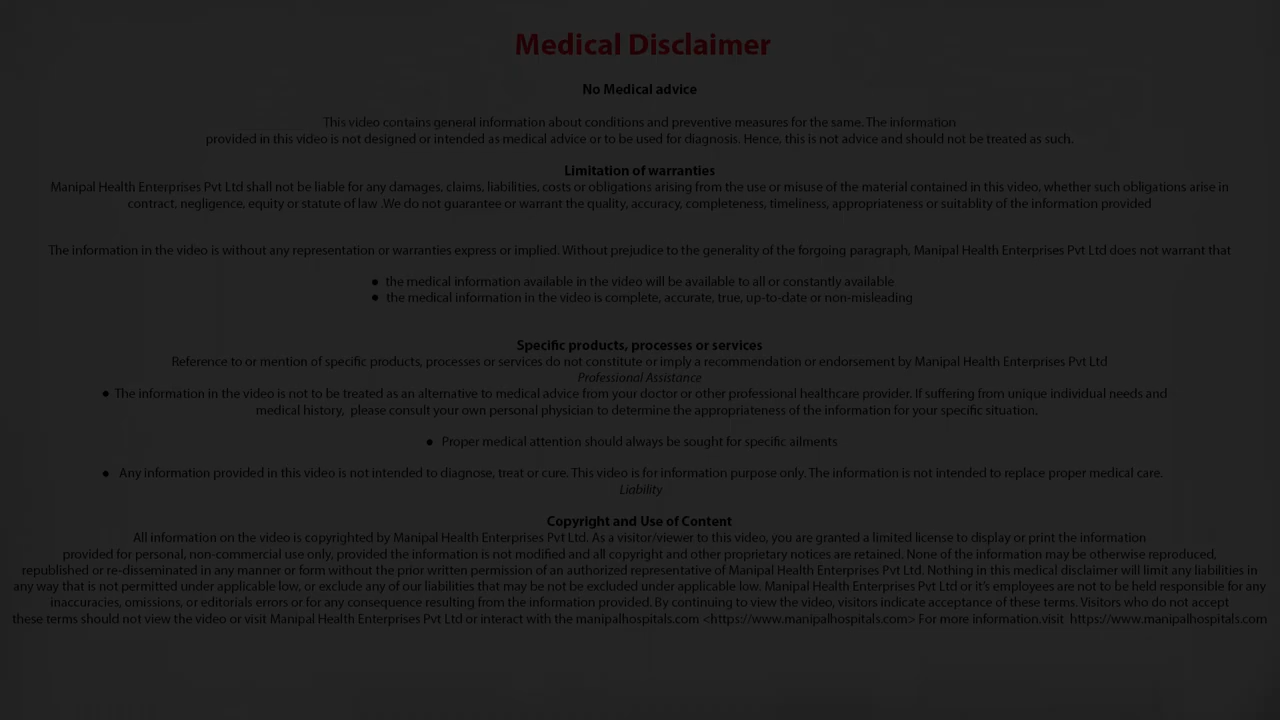 Medical Disclaimer
No Medical advice
This video contains general information about conditions and preventive measures for the same. The information
provided in this video is not designed or intended as medical advice or to be used for diagnosis. Hence, this is not advice and should not be treated as such.
Limitation of warranties
Manipal Health Enterprises Pvt Ltd shall not be liable for any damages, claims, liabilities, costs or obligations arising from the use or misuse of the material contained in this video, whether such obligations arise in
contract, negligence, equity or statute of law .We do not guarantee or warrant the quality, accuracy, completeness, timeliness, appropriateness or suitablity of the information provided
The information in the video is without any representation or warranties express or implied. Without prejudice to the generality of the forgoing paragraph, Manipal Health Enterprises Pvt Ltd does not warrant that
● the medical information available in the video will be available to all or constantly available
● the medical information in the video is complete, accurate, true, up-to-date or non-misleading
Specific products, processes or services
Reference to or mention of specific products, processes or services do not constitute or imply a recommendation or endorsement by Manipal Health Enterprises Pvt Ltd
Professional Assistance
● The information in the video is not to be treated as an alternative to medical advice from your doctor or other professional healthcare provider. If suffering from unique individual needs and
medical history, please consult your own personal physician to determine the appropriateness of the information for your specific situation.
● Proper medical attention should always be sought for specific ailments
● Any information provided in this video is not intended to diagnose, treat or cure. This video is for information purpose only. The information is not intended to replace proper medical care.
Liability
Copyright and Use of Content
All information on the video is copyrighted by Manipal Health Enterprises Pvt Ltd. As a visitor/viewer to this video, you are granted a limited license to display or print the information
provided for personal, non-commercial use only, provided the information is not modified and all copyright and other proprietary notices are retained. None of the information may be otherwise reproduced,
republished or re-disseminated in any manner or form without the prior written permission of an authorized representative of Manipal Health Enterprises Pvt Ltd. Nothing in this medical disclaimer will limit any liabilities in
any way that is not permitted under applicable low, or exclude any of our liabilities that may be not be excluded under applicable low. Manipal Health Enterprises Pvt Ltd or it's employees are not to be held responsible for any
inaccuracies, omissions, or editorials errors or for any consequence resulting from the information provided. By continuing to view the video, visitors indicate acceptance of these terms. Visitors who do not accept
these terms should not view the video or visit Manipal Health Enterprises Pvt Ltd or interact with the manipalhospitals.com <https://www.manipalhospitals.com> For more information.visit https://www.manipalhospitals.com